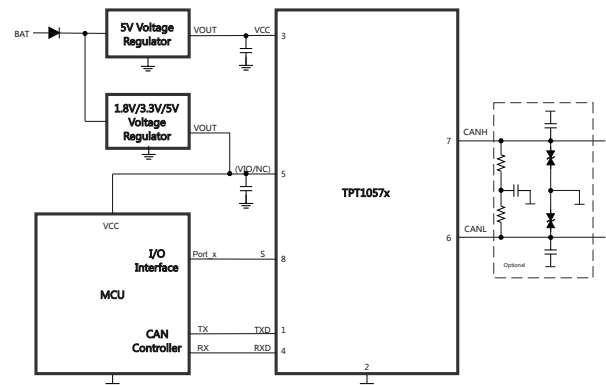 BAT
5V Voltage
Regulator
VOUT
VCC
3
1.8V/3.3V/5V
Voltage
Regulator
VOUT
(VIO/NC)
5
TPT1057x
7
CANH
6
CANL
Optional
VCC
I/O
Interface
Port_x
S
8
MCU
CAN
Controller
TX
TXD
1
RX
RXD
4
2